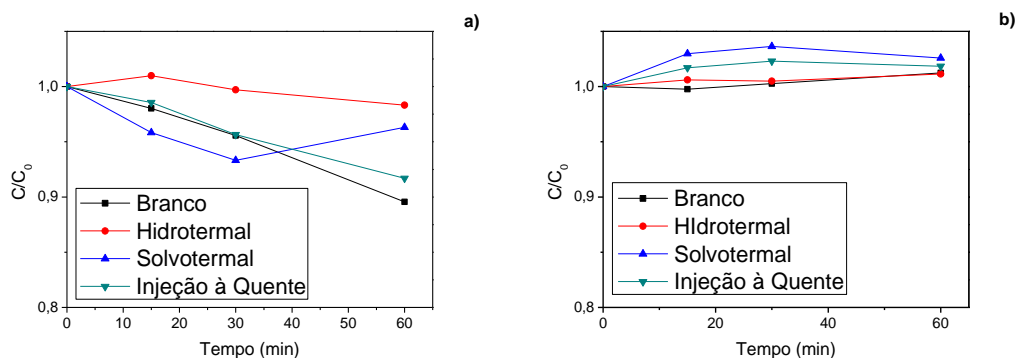 a)
C/C0
1,0
0,9
0,8
Branco
Hidrotermal
Solvotermal
Injeção à Quente
0 10 20 30 40 50 60
Tempo (min)
b)
C/C0
1,0
0,9
0,8
Branco
HIdrotermal
Solvotermal
Injeção à Quente
0 20 40 60
Tempo (min)